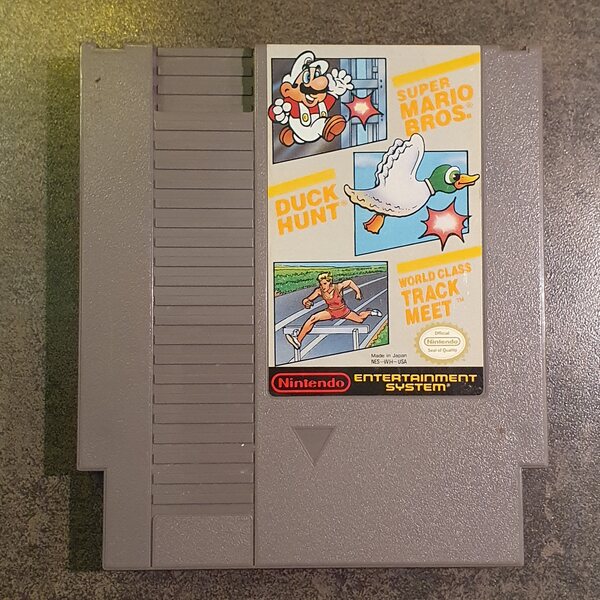 SUPER
MARIO
BROS.®
DUCK
HUNT®
WORLD CLASS
TRACK
MEET™
Official
Nintendo
Seal of Quality
Made in Japan
NES-WH-USA
Nintendo®
ENTERTAINMENT
SYSTEM®